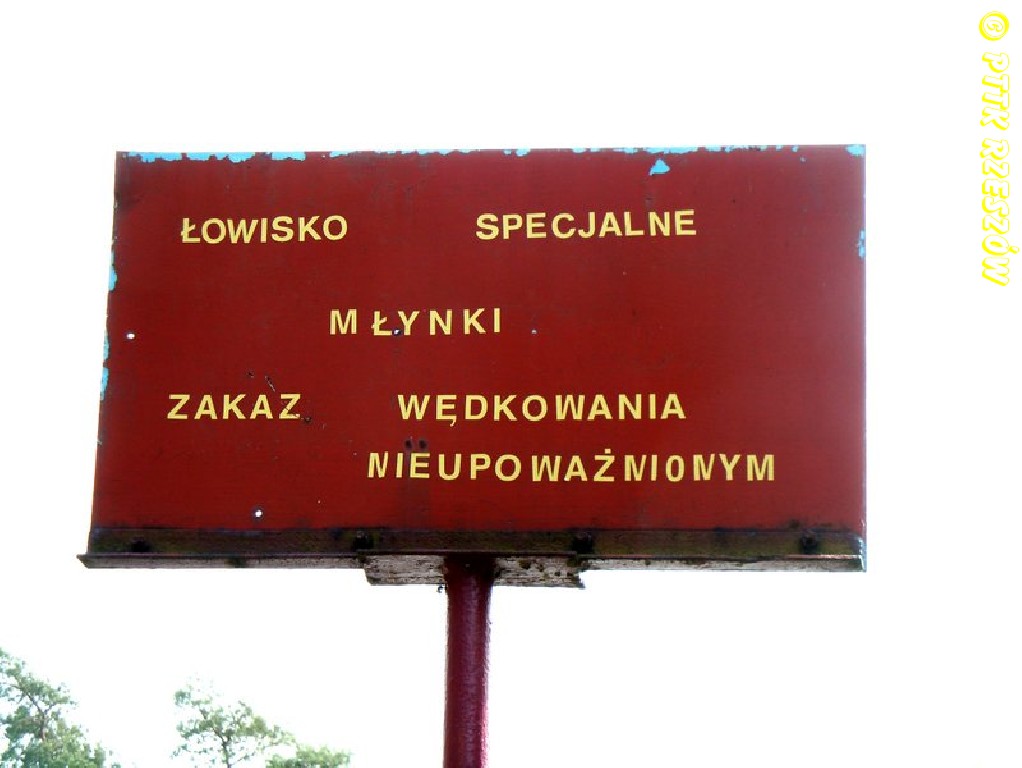 ŁOWISKO SPECJALNE
MŁYNKI
ZAKAZ WĘDKOWANIA
NIEUPOWAŻNIONYM
© PTTK RZESZÓW